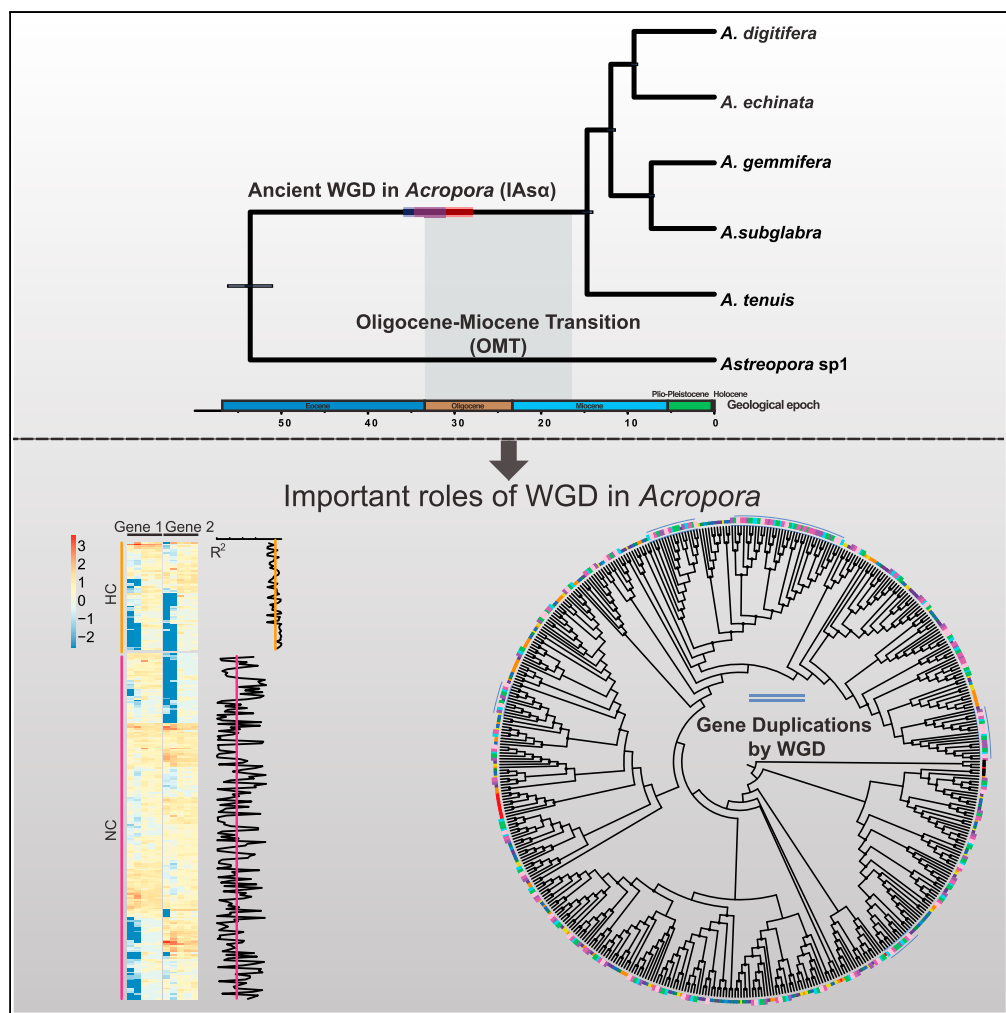 A. digitifera
A. echinata
A. gemmifera
Ancient WGD in Acropora (IAsα)
A.subglabra
A. tenuis
Oligocene-Miocene Transition
(OMT)
Astreopora sp1
Plio-Pleistocene Holocene
Eocene Oligocene Miocene Geological epoch
50 40 30 20 10 0
Important roles of WGD in Acropora
Gene 1 Gene 2
R²
3
2
1
0
−1
−2
HC
NC
Gene Duplications
by WGD